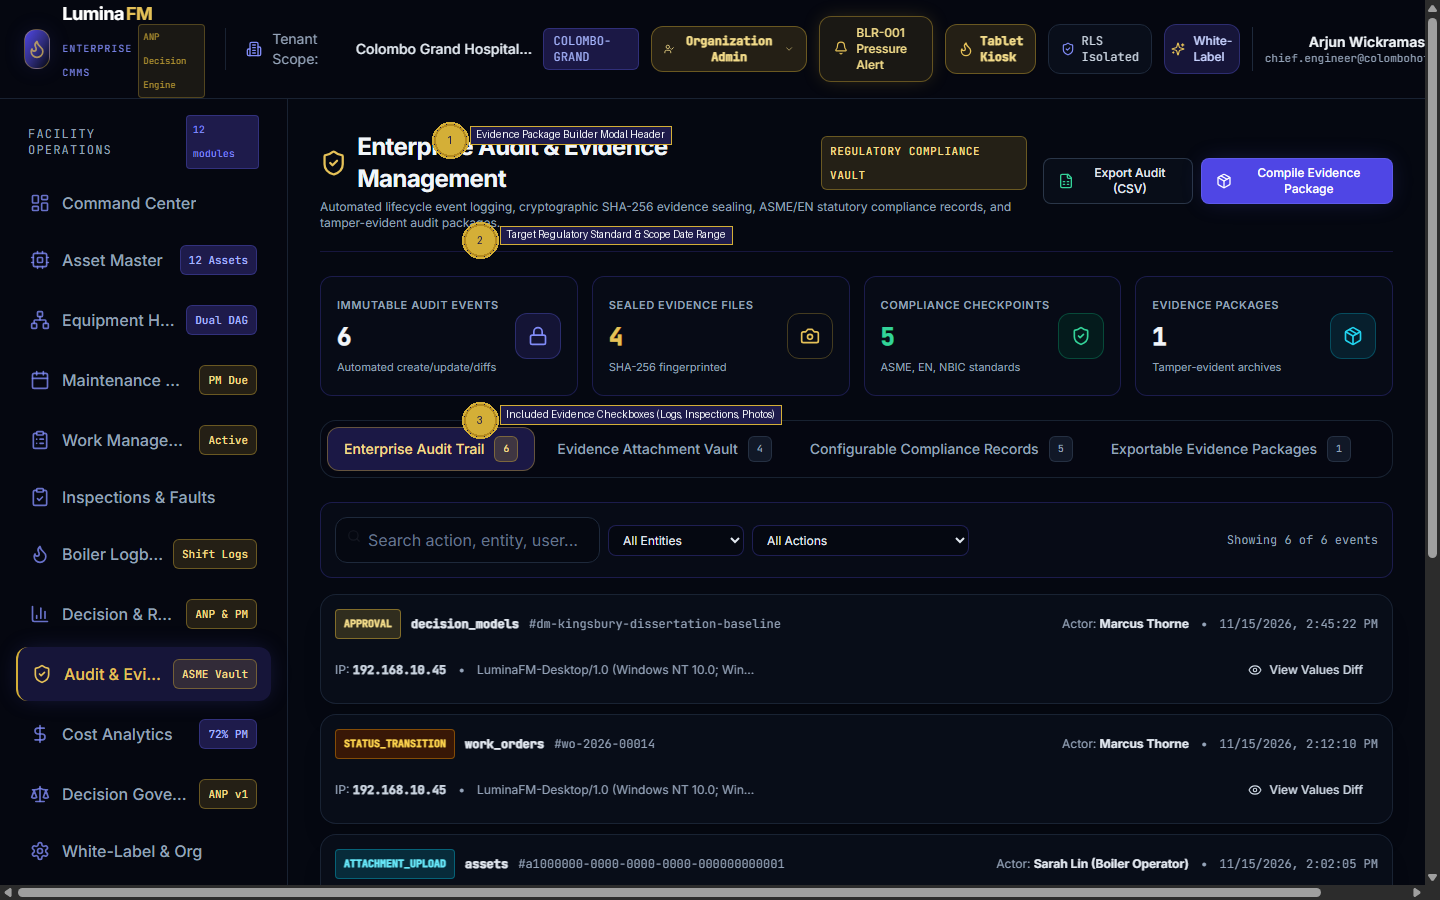 LuminaFM
ENTERPRISE CMMS
ANP Decision Engine
Tenant Scope:
Colombo Grand Hospital...
COLOMBO-GRAND
Organization Admin
BLR-001 Pressure Alert
Tablet Kiosk
RLS Isolated
White-Label
Arjun Wickramas
chief.engineer@colomboho
FACILITY OPERATIONS
12 modules
Command Center
Asset Master
12 Assets
Equipment H...
Dual DAG
Maintenance ...
PM Due
Work Manage...
Active
Inspections & Faults
Boiler Logb...
Shift Logs
Decision & R...
ANP & PM
Audit & Evi...
ASME Vault
Cost Analytics
72% PM
Decision Gove...
ANP v1
White-Label & Org
1
Evidence Package Builder Modal Header
Enterprise Audit & Evidence
Management
REGULATORY COMPLIANCE
VAULT
Export Audit (CSV)
Compile Evidence Package
Automated lifecycle event logging, cryptographic SHA-256 evidence sealing, ASME/EN statutory compliance records, and
tamper-evident audit packages.
2
Target Regulatory Standard & Scope Date Range
IMMUTABLE AUDIT EVENTS
6
Automated create/update/diffs
SEALED EVIDENCE FILES
4
SHA-256 fingerprinted
COMPLIANCE CHECKPOINTS
5
ASME, EN, NBIC standards
EVIDENCE PACKAGES
1
Tamper-evident archives
3
Included Evidence Checkboxes (Logs, Inspections, Photos)
Enterprise Audit Trail 6
Evidence Attachment Vault 4
Configurable Compliance Records 5
Exportable Evidence Packages 1
Search action, entity, user...
All Entities
All Actions
Showing 6 of 6 events
APPROVAL decision_models #dm-kingsbury-dissertation-baseline
Actor: Marcus Thorne • 11/15/2026, 2:45:22 PM
IP: 192.168.10.45 • LuminaFM-Desktop/1.0 (Windows NT 10.0; Win...
View Values Diff
STATUS_TRANSITION work_orders #wo-2026-00014
Actor: Marcus Thorne • 11/15/2026, 2:12:10 PM
IP: 192.168.10.45 • LuminaFM-Desktop/1.0 (Windows NT 10.0; Win...
View Values Diff
ATTACHMENT_UPLOAD assets #a1000000-0000-0000-0000-000000000001
Actor: Sarah Lin (Boiler Operator) • 11/15/2026, 2:02:05 PM